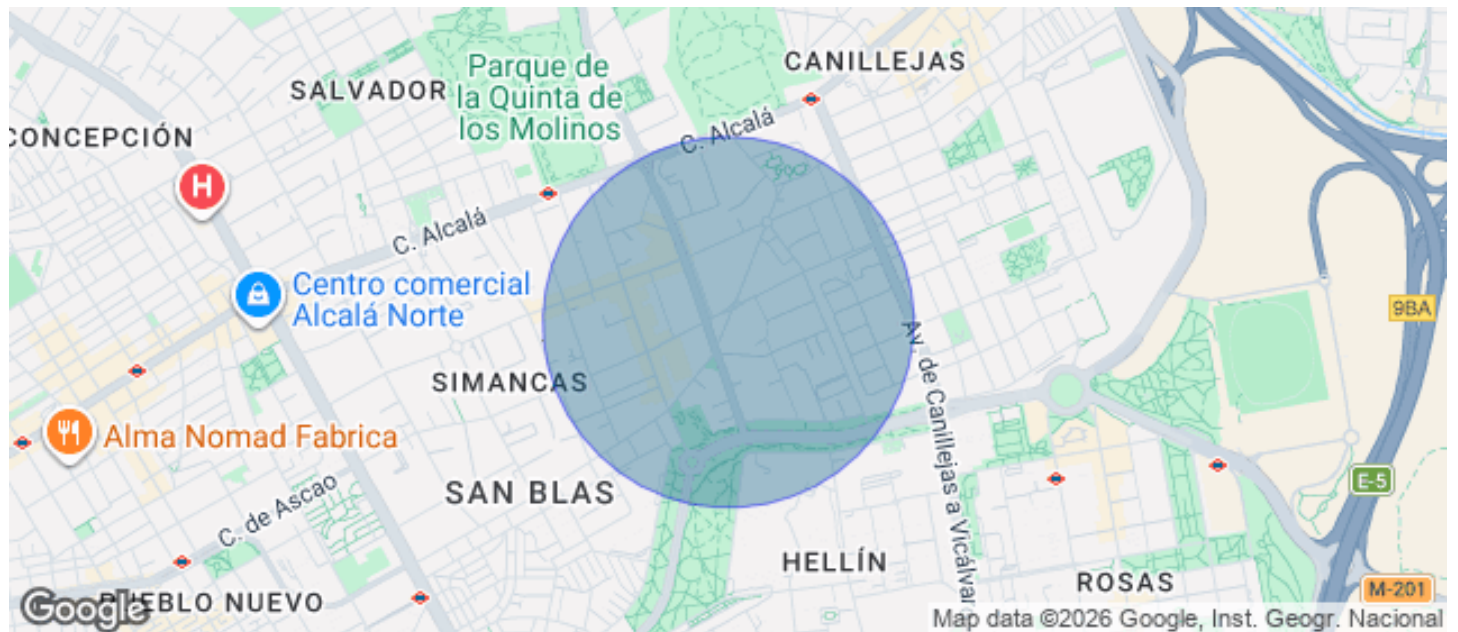 CANILLEJAS
Parque de
la Quinta de
los Molinos
SALVADOR
C. Alcalá
CONCEPCIÓN
H
C. Alcalá
Centro comercial
Alcalá Norte
9BA
SIMANCAS
Av. de Canillejas a Vicálvar
Alma Nomad Fabrica
SAN BLAS
E-5
C. de Ascao
HELLÍN
ROSAS
M-201
PUEBLO NUEVO
Google
Map data ©2026 Google, Inst. Geogr. Nacional